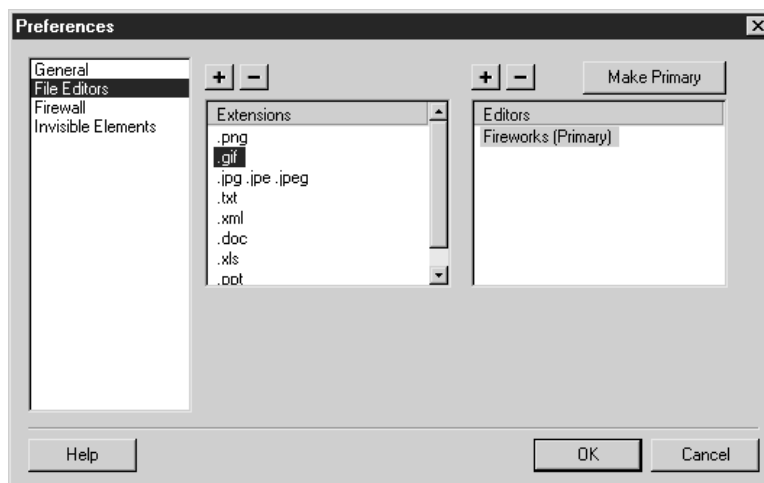 Preferences
General
File Editors
Firewall
Invisible Elements
+ −
Extensions
.png
.gif
.jpg .jpe .jpeg
.txt
.xml
.doc
.xls
.ppt
+ −
Make Primary
Editors
Fireworks (Primary)
Help
OK
Cancel